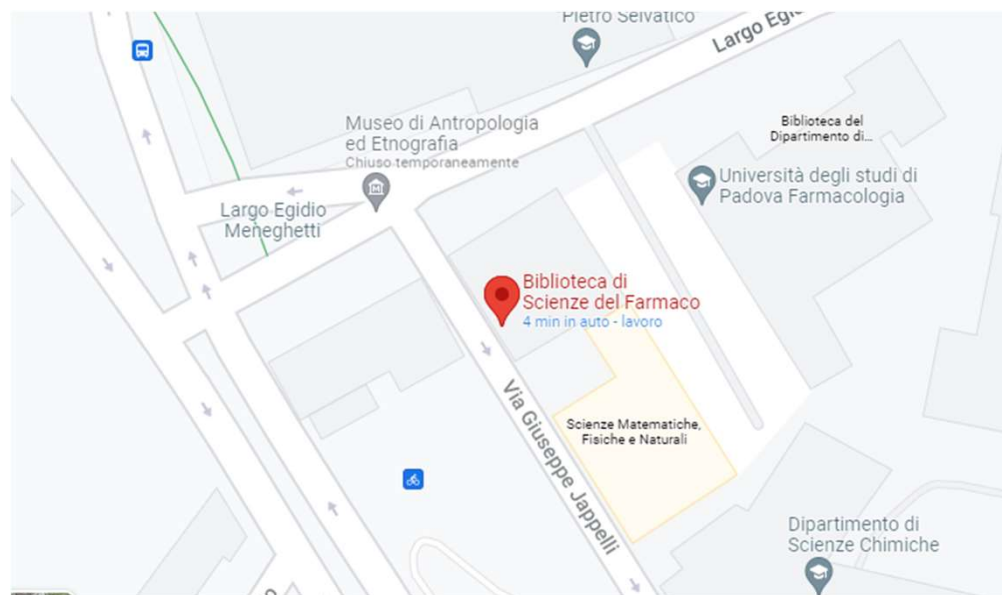 Pietro Selvatico
Largo Egi
Biblioteca del
Dipartimento di...
Museo di Antropologia
ed Etnografia
Chiuso temporaneamente
Università degli studi di
Padova Farmacologia
Largo Egidio
Meneghetti
Biblioteca di
Scienze del Farmaco
4 min in auto - lavoro
Via Giuseppe Jappelli
Scienze Matematiche,
Fisiche e Naturali
Dipartimento di
Scienze Chimiche